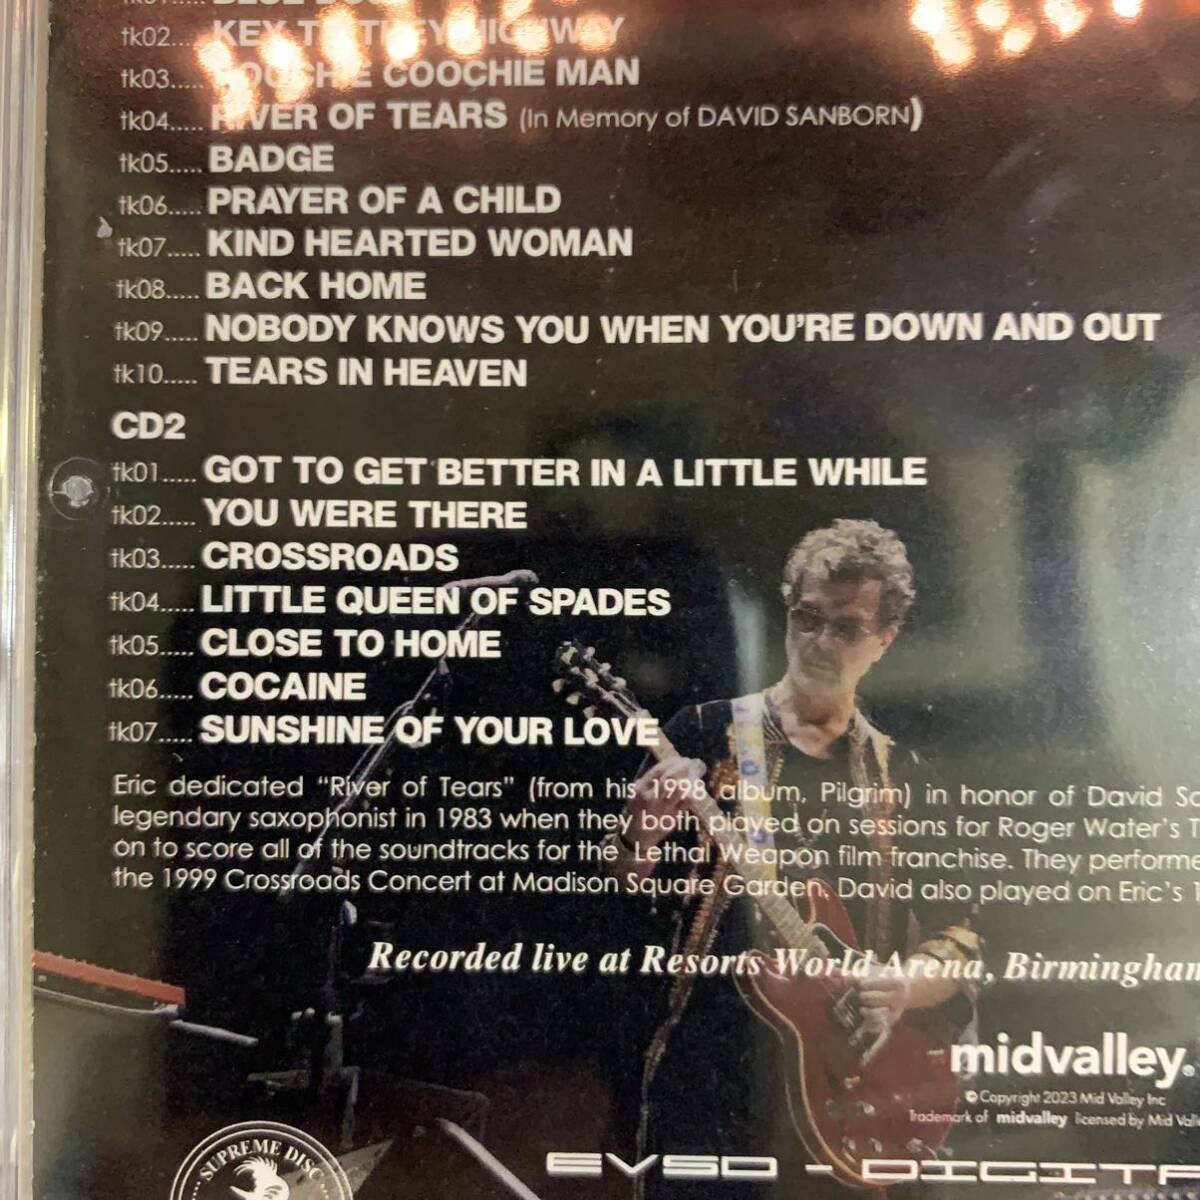 tk01..... BLUE
tk02.... KEY TO THEY HIGHWAY
tk03..... HOOCHIE COOCHIE MAN
tk04..... RIVER OF TEARS (In Memory of DAVID SANBORN)
tk05..... BADGE
tk06..... PRAYER OF A CHILD
tk07..... KIND HEARTED WOMAN
tk08..... BACK HOME
tk09..... NOBODY KNOWS YOU WHEN YOU'RE DOWN AND OUT
tk10..... TEARS IN HEAVEN
CD2
tk01..... GOT TO GET BETTER IN A LITTLE WHILE
tk02..... YOU WERE THERE
tk03..... CROSSROADS
tk04..... LITTLE QUEEN OF SPADES
tk05..... CLOSE TO HOME
tk06..... COCAINE
tk07..... SUNSHINE OF YOUR LOVE
Eric dedicated “River of Tears” (from his 1998 album, Pilgrim) in honor of David
legendary saxophonist in 1983 when they both played on sessions for Roger Water's
on to score all of the soundtracks for the Lethal Weapon film franchise. They
the 1999 Crossroads Concert at Madison Square Garden. David also played on Eric's
Recorded live at Resorts World Arena, Birmingham
midvalley®
© Copyright 2023 Mid Valley Inc
Trademark of midvalley licensed by Mid
SUPREME DISC
EVSD - DIGITA